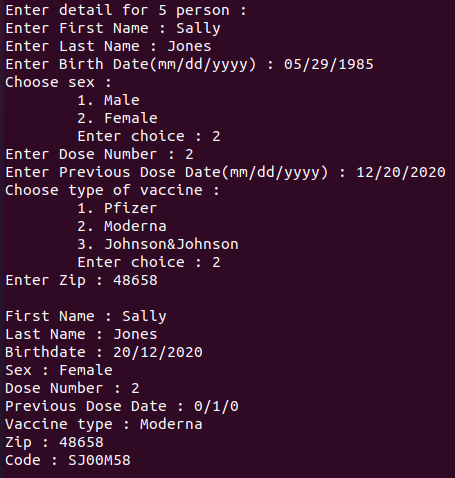 Enter detail for 5 person :
Enter First Name : Sally
Enter Last Name : Jones
Enter Birth Date(mm/dd/yyyy) : 05/29/1985
Choose sex :
1. Male
2. Female
Enter choice : 2
Enter Dose Number : 2
Enter Previous Dose Date(mm/dd/yyyy) : 12/20/2020
Choose type of vaccine :
1. Pfizer
2. Moderna
3. Johnson&Johnson
Enter choice : 2
Enter Zip : 48658
First Name : Sally
Last Name : Jones
Birthdate : 20/12/2020
Sex : Female
Dose Number : 2
Previous Dose Date : 0/1/0
Vaccine type : Moderna
Zip : 48658
Code : SJ00M58